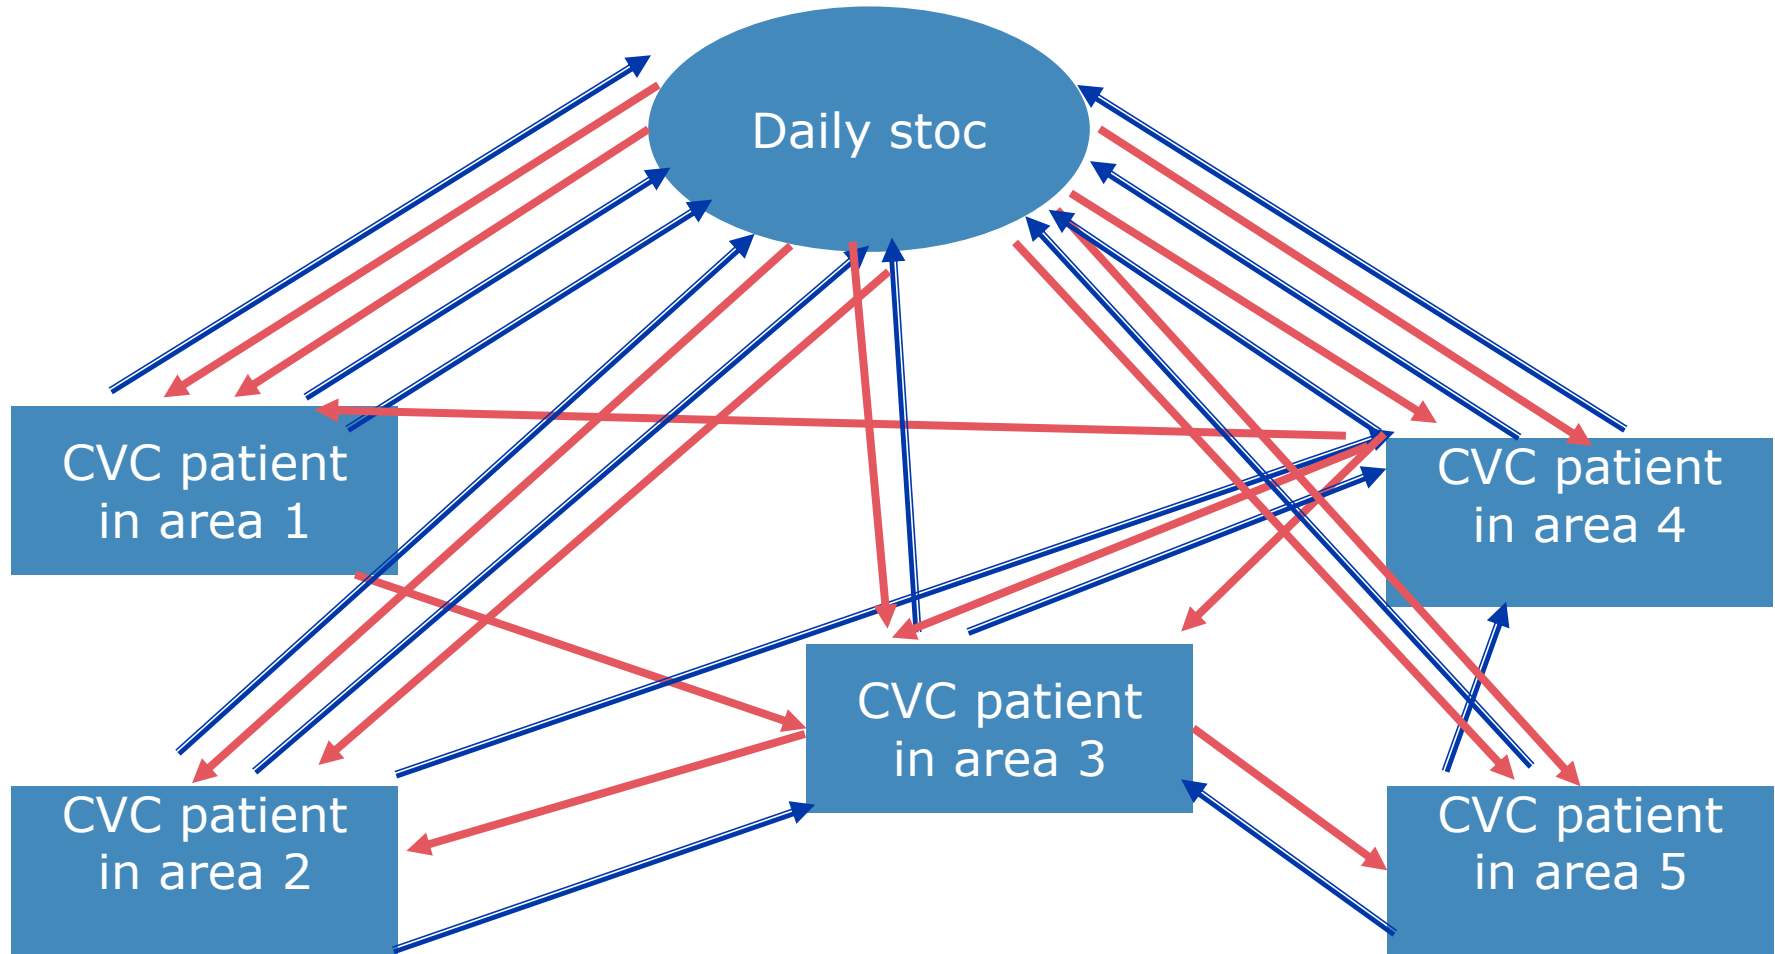 Daily stoc
CVC patient
in area 1
CVC patient
in area 4
CVC patient
in area 3
CVC patient
in area 2
CVC patient
in area 5